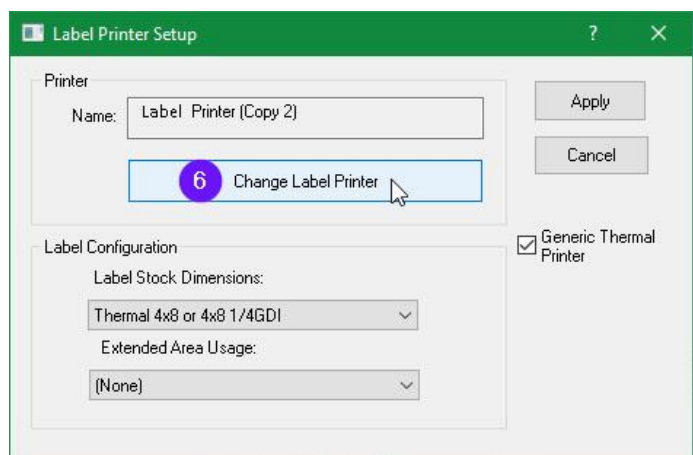 Label Printer Setup
?
Printer
Name:
Label Printer (Copy 2)
Apply
6
Change Label Printer
Cancel
Generic Thermal
Printer
Label Configuration
Label Stock Dimensions:
Thermal 4x8 or 4x8 1/4GDI
Extended Area Usage:
(None)